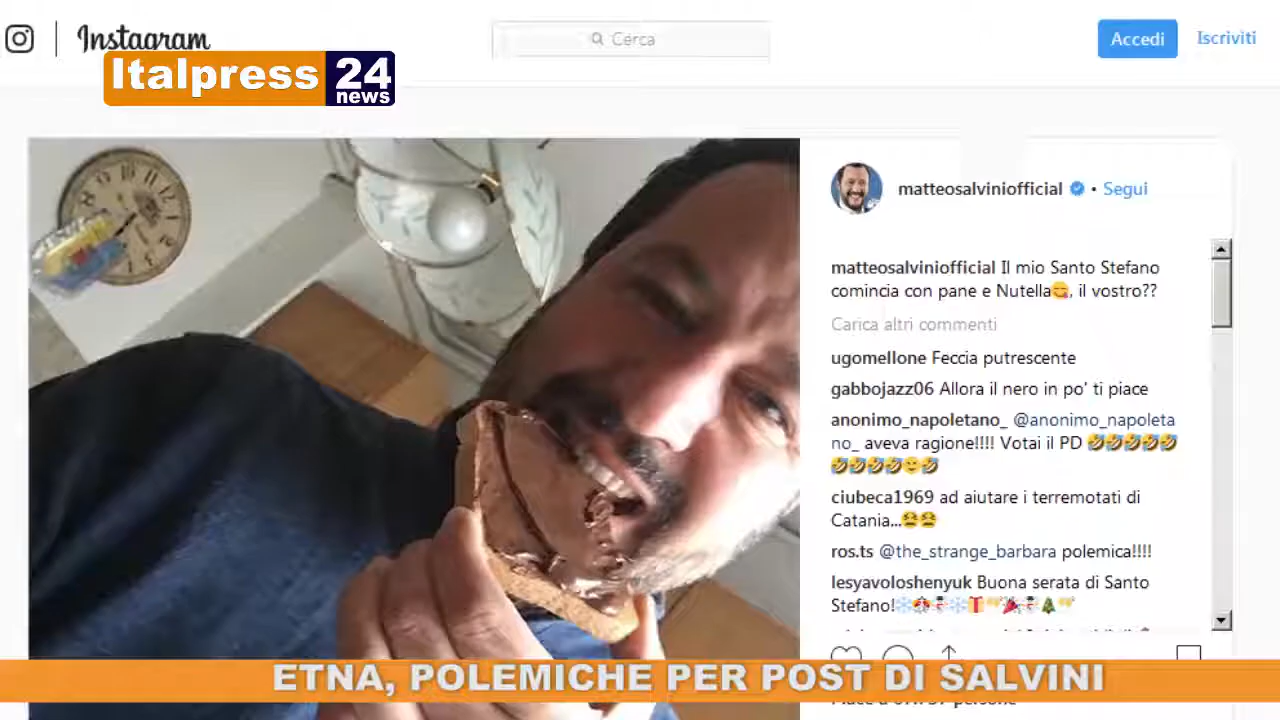 Instagram
Cerca
Accedi
Iscriviti
Italpress
24
news
matteosalviniofficial • Segui
matteosalviniofficial Il mio Santo Stefano
comincia con pane e Nutella😋, il vostro??
Carica altri commenti
ugomellone Feccia putrescente
gabbojazz06 Allora il nero in po' ti piace
anonimo_napoletano_ @anonimo_napoleta
no_ aveva ragione!!!! Votai il PD 🤣🤣🤣🤣🤣
ciubeca1969 ad aiutare i terremotati di
Catania...
ros.ts @the_strange_barbara polemica!!!!
lesyavoloshenyuk Buona serata di Santo
Stefano!
ETNA, POLEMICHE PER POST DI SALVINI